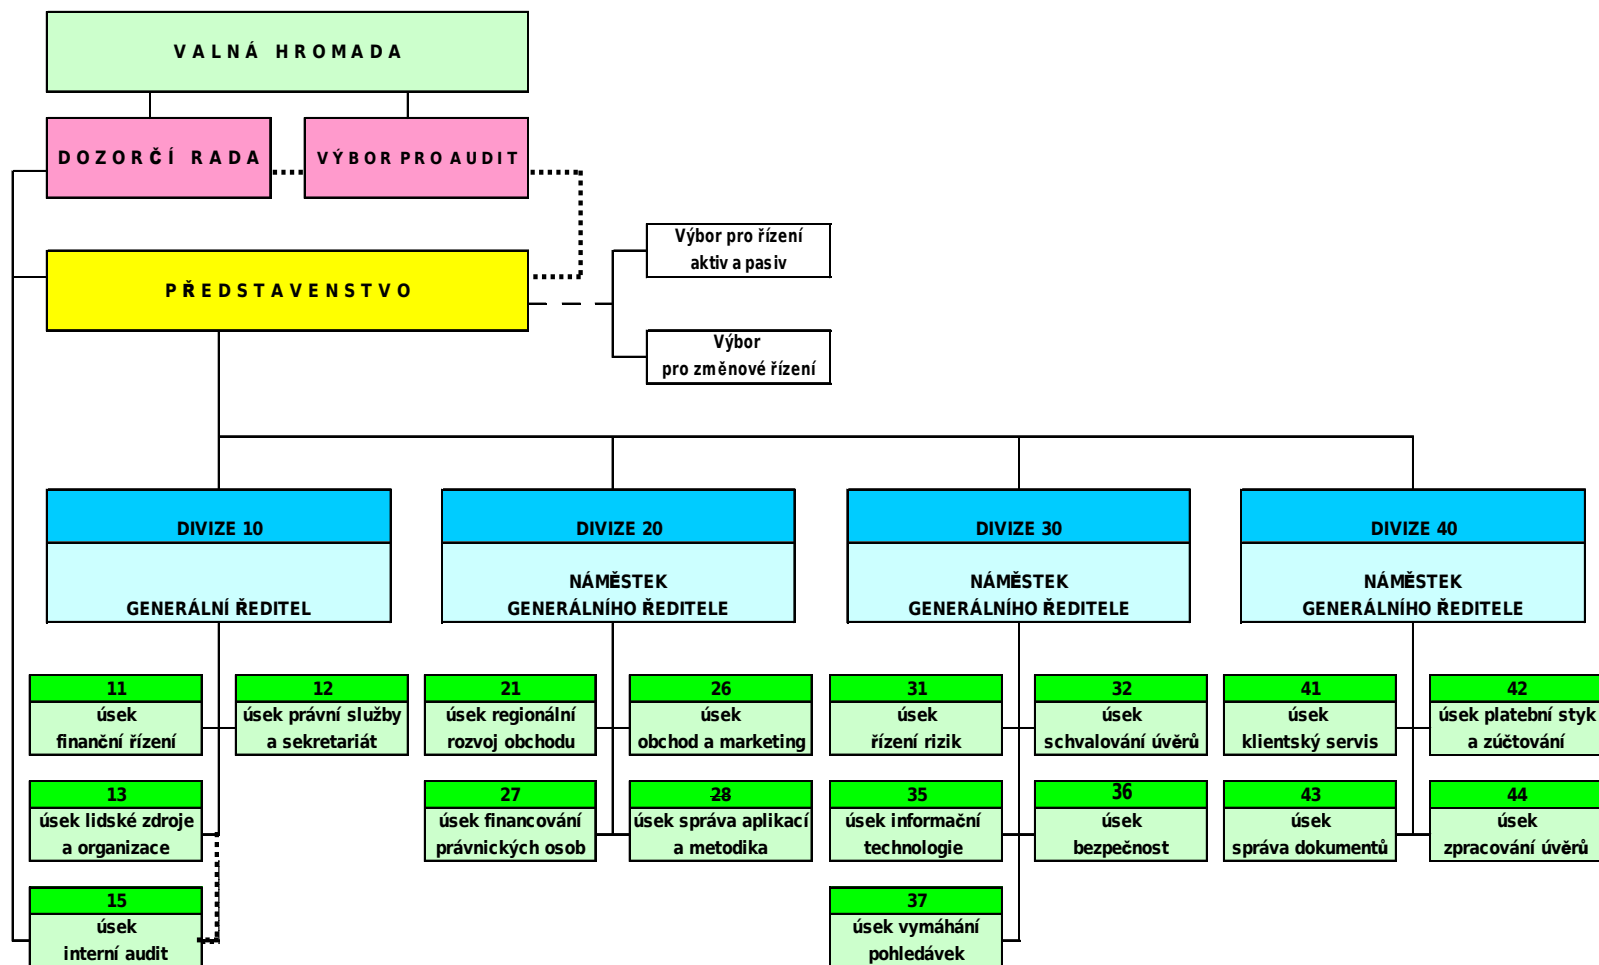 VALNÁ HROMADA
DOZORČÍ RADA
VÝBOR PRO AUDIT
Výbor pro řízení
aktiv a pasiv
PŘEDSTAVENSTVO
Výbor
pro změnové řízení
DIVIZE 10
GENERÁLNÍ ŘEDITEL
DIVIZE 20
NÁMĚSTEK
GENERÁLNÍHO ŘEDITELE
DIVIZE 30
NÁMĚSTEK
GENERÁLNÍHO ŘEDITELE
DIVIZE 40
NÁMĚSTEK
GENERÁLNÍHO ŘEDITELE
11
úsek
finanční řízení
12
úsek právní služby
a sekretariát
21
úsek regionální
rozvoj obchodu
26
úsek
obchod a marketing
31
úsek
řízení rizik
32
úsek
schvalování úvěrů
41
úsek
klientský servis
42
úsek platební styk
a zúčtování
13
úsek lidské zdroje
a organizace
27
úsek financování
právnických osob
28
úsek správa aplikací
a metodika
35
úsek informační
technologie
36
úsek
bezpečnost
43
úsek
správa dokumentů
44
úsek
zpracování úvěrů
15
úsek
interní audit
37
úsek vymáhání
pohledávek